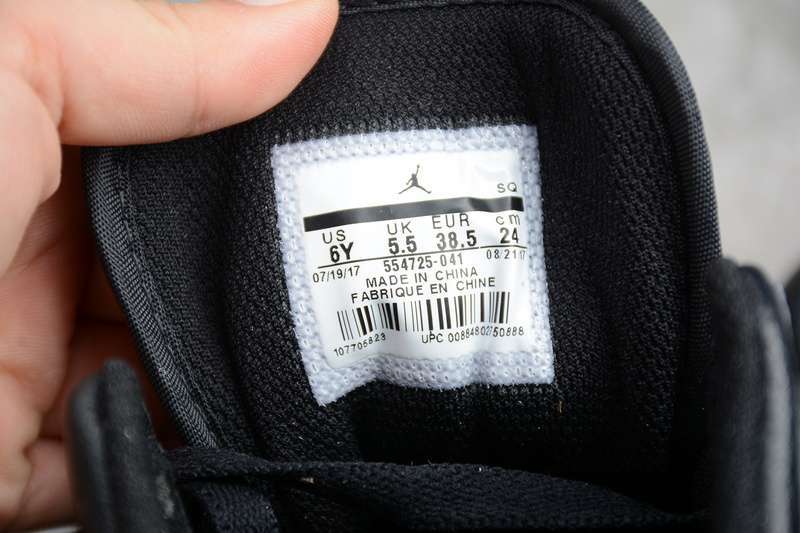 SQ
US UK EUR cm
6Y 5.5 38.5 24
07/19/17 554725-041 08/21/17
MADE IN CHINA
FABRIQUE EN CHINE
107705823 UPC 00884802750888